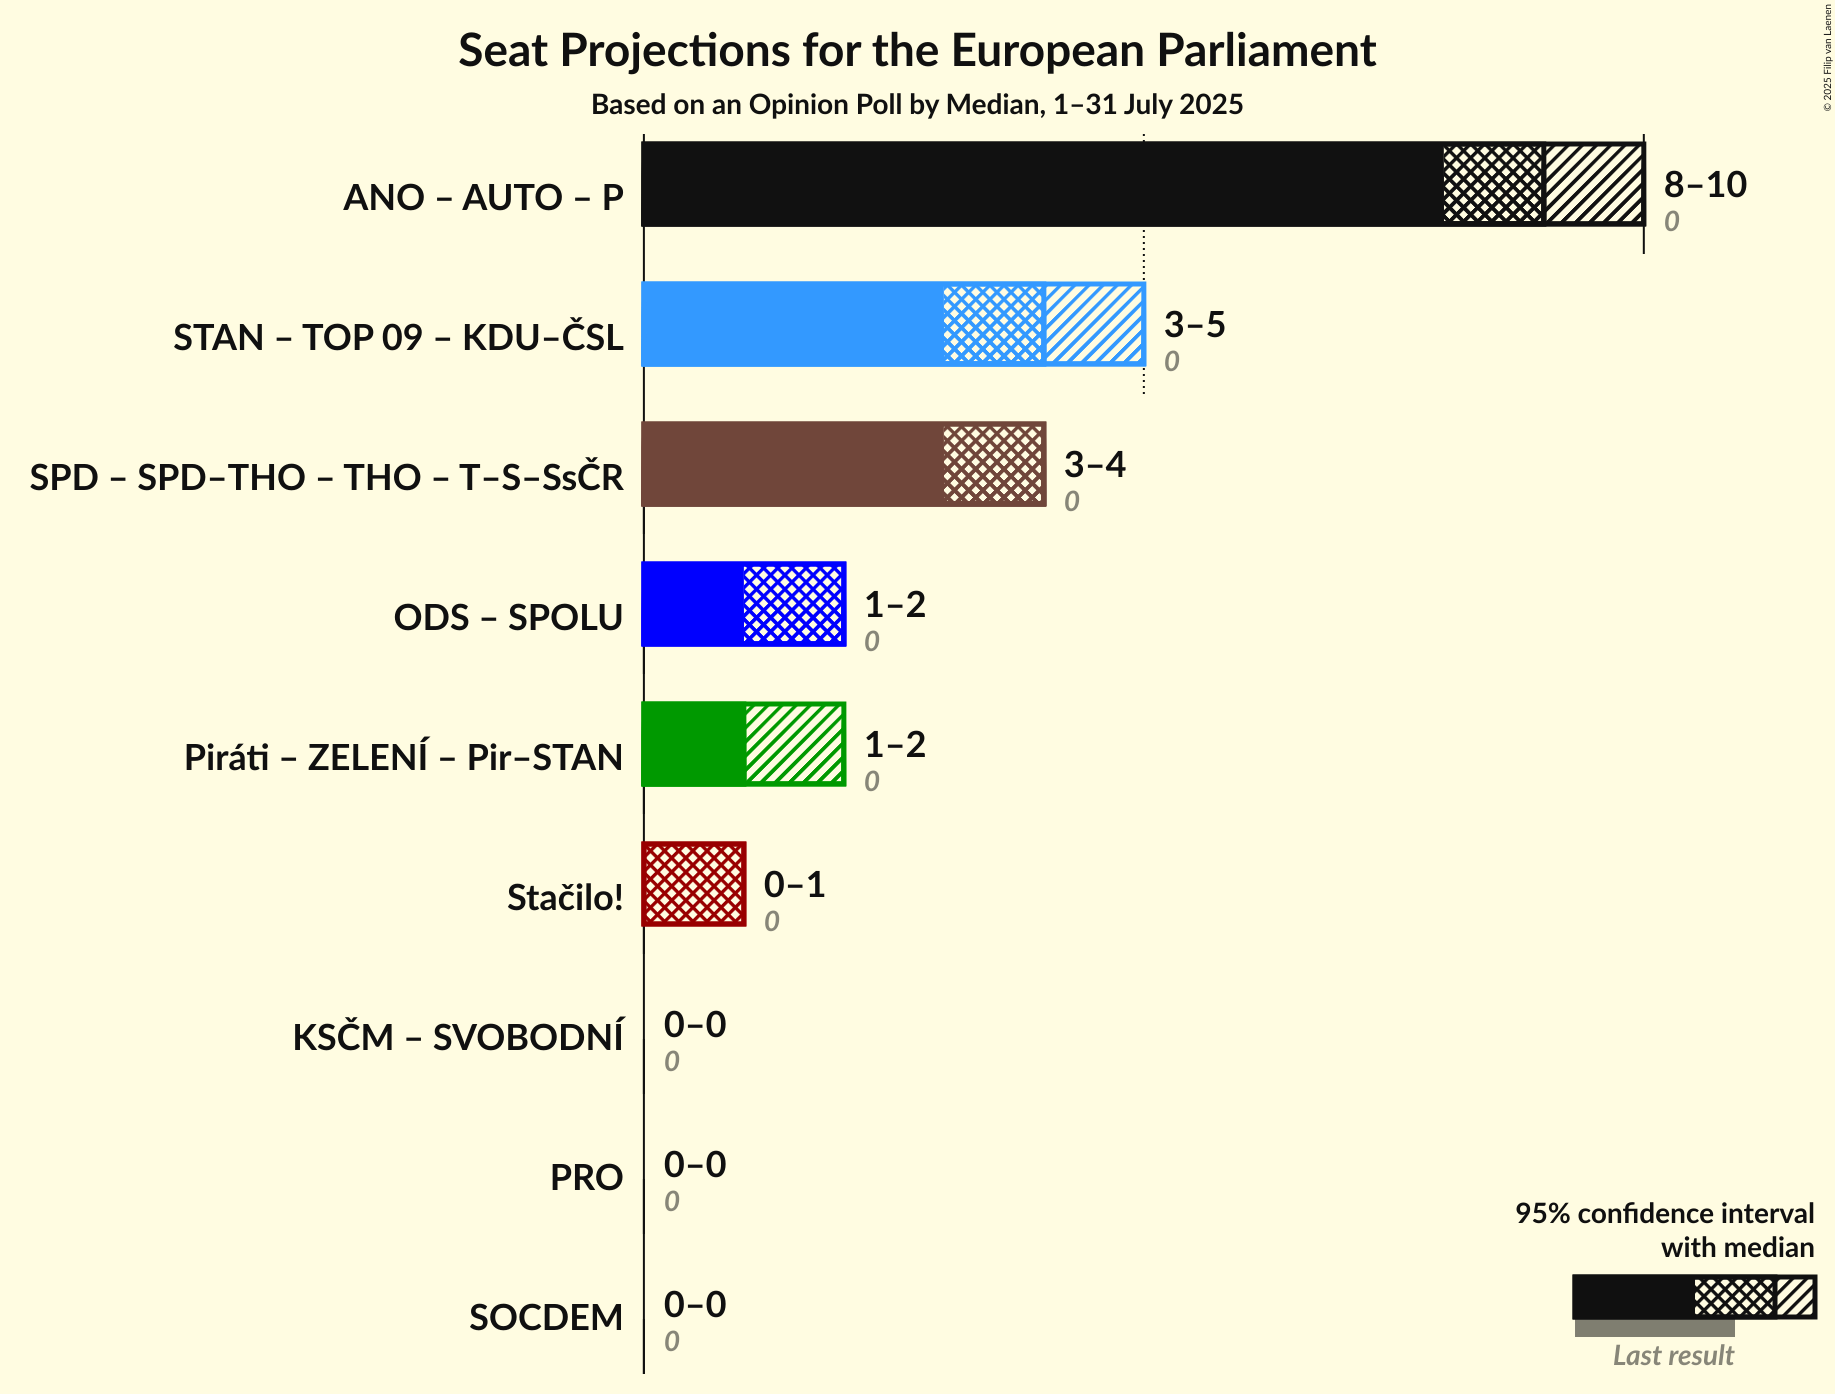 Seat Projections for the European Parliament
Based on an Opinion Poll by Median, 1–31 July 2025
© 2025 Filip van Laenen
ANO – AUTO – P
8–10
0
STAN – TOP 09 – KDU–ČSL
3–5
0
SPD – SPD–THO – THO – T–S–SsČR
3–4
0
ODS – SPOLU
1–2
0
Piráti – ZELENÍ – Pir–STAN
1–2
0
Stačilo!
0–1
0
KSČM – SVOBODNÍ
0–0
0
PRO
0–0
0
SOCDEM
0–0
0
95% confidence interval
with median
Last result